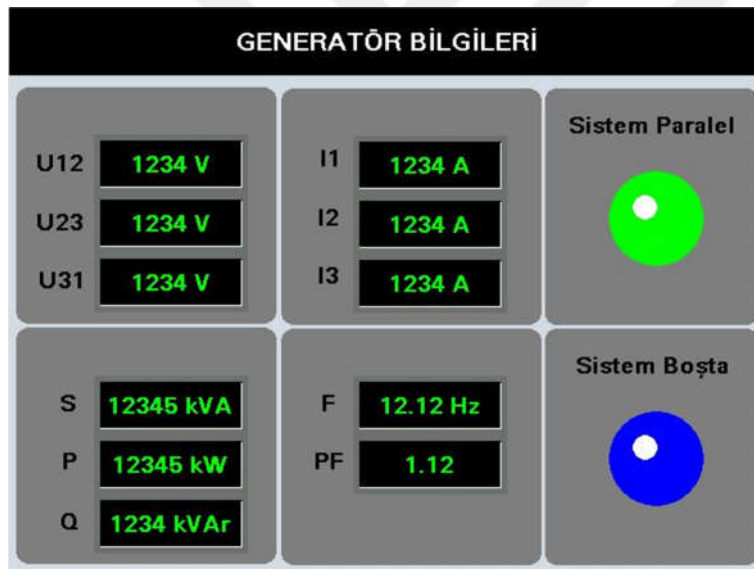 GENERATÖR BİLGİLERİ
U12 1234 V
U23 1234 V
U31 1234 V
I1 1234 A
I2 1234 A
I3 1234 A
Sistem Paralel
S 12345 kVA
P 12345 kW
Q 1234 kVAr
F 12.12 Hz
PF 1.12
Sistem Boşta